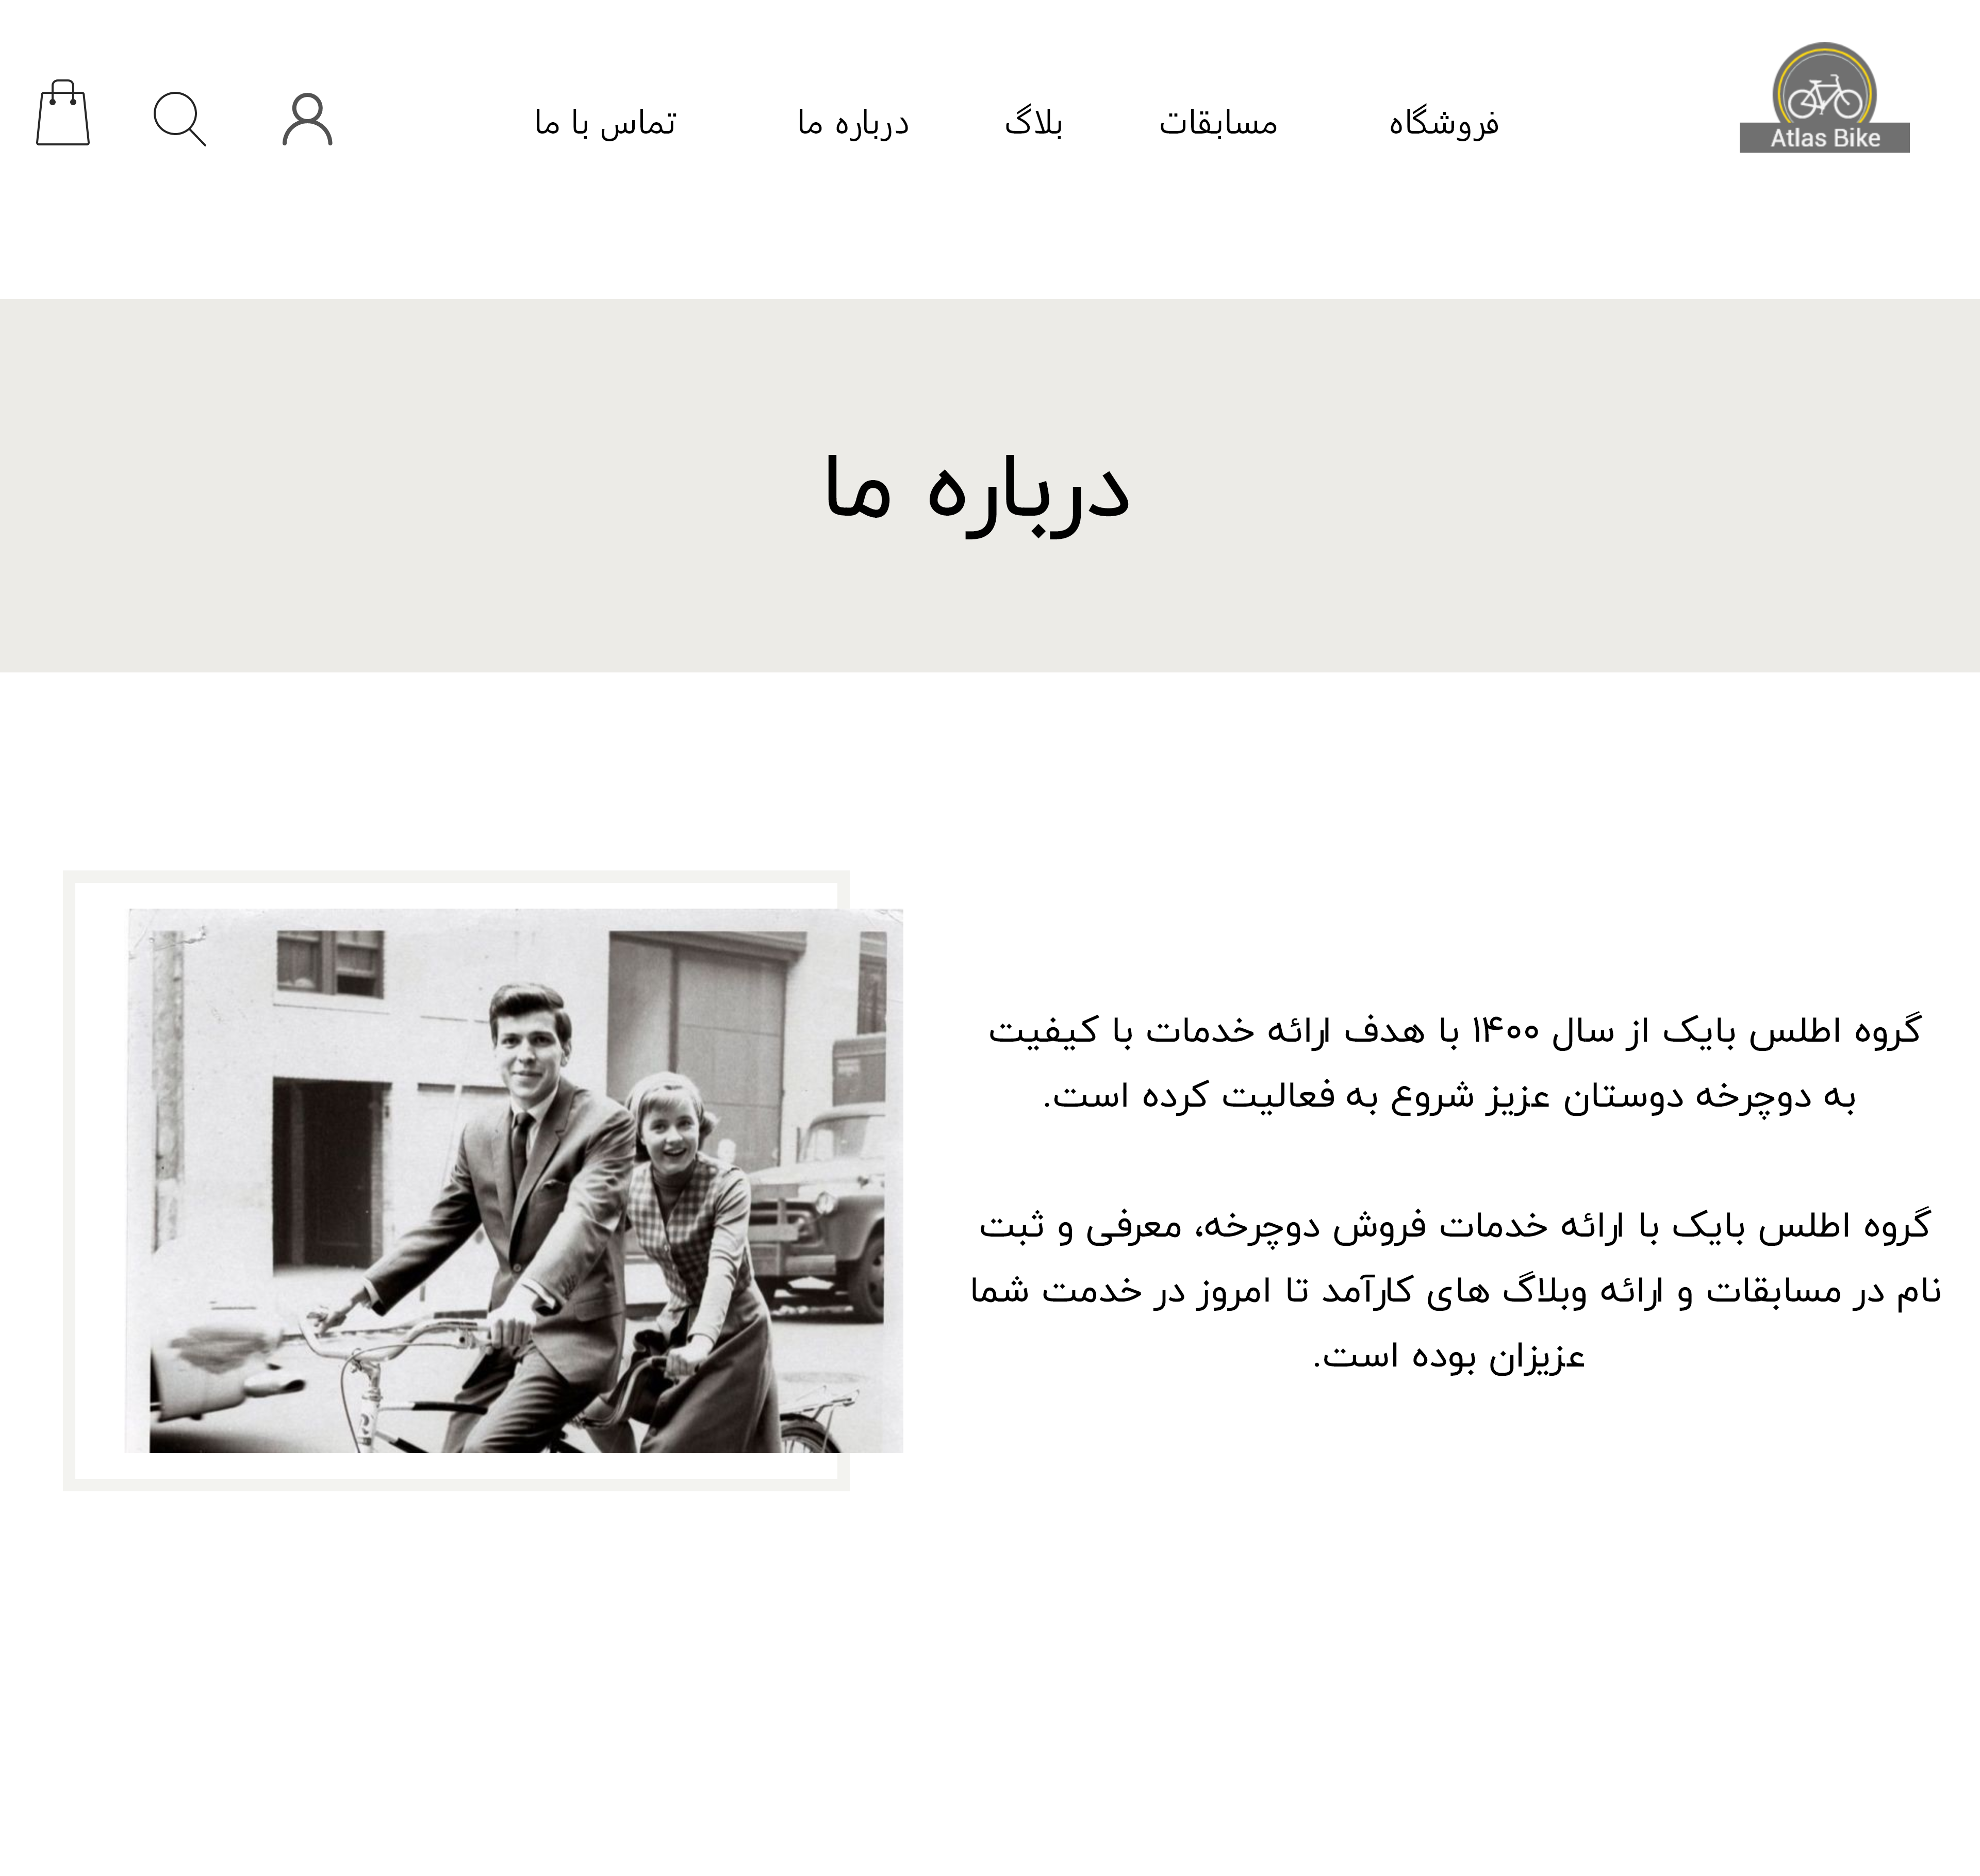 Atlas Bike
فروشگاه
مسابقات
بلاگ
درباره ما
تماس با ما
درباره ما
گروه اطلس بایک از سال ۱۴۰۰ با هدف ارائه خدمات با کیفیت
به دوچرخه دوستان عزیز شروع به فعالیت کرده است.
گروه اطلس بایک با ارائه خدمات فروش دوچرخه، معرفی و ثبت
نام در مسابقات و ارائه وبلاگ های کارآمد تا امروز در خدمت شما
عزیزان بوده است.